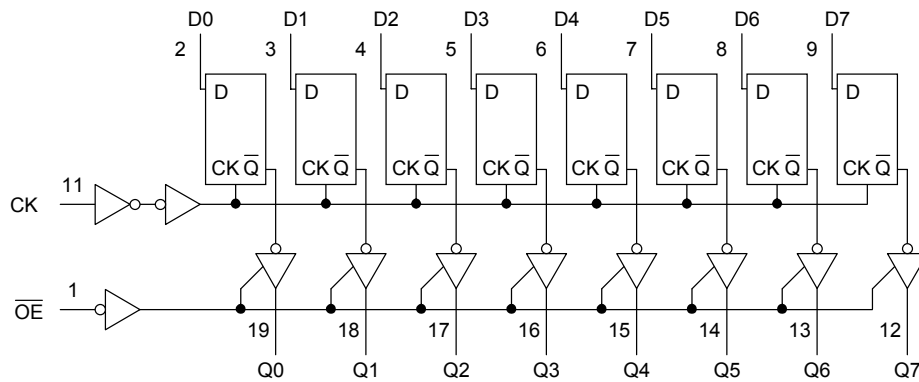 D0 D1 D2 D3 D4 D5 D6 D7
2 3 4 5 6 7 8 9
D D D D D D D D
CK Q̅ CK Q̅ CK Q̅ CK Q̅ CK Q̅ CK Q̅ CK Q̅ CK Q̅
11
CK
1
O̅E̅
19 18 17 16 15 14 13 12
Q0 Q1 Q2 Q3 Q4 Q5 Q6 Q7